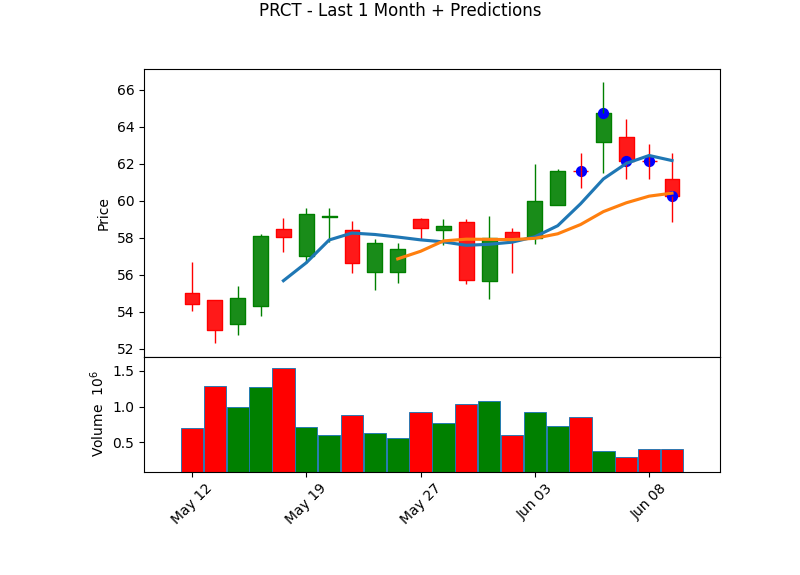 PRCT - Last 1 Month + Predictions
66
64
62
60
58
56
54
52
Price
1.5
1.0
0.5
Volume 10^6
May 12
May 19
May 27
Jun 03
Jun 08